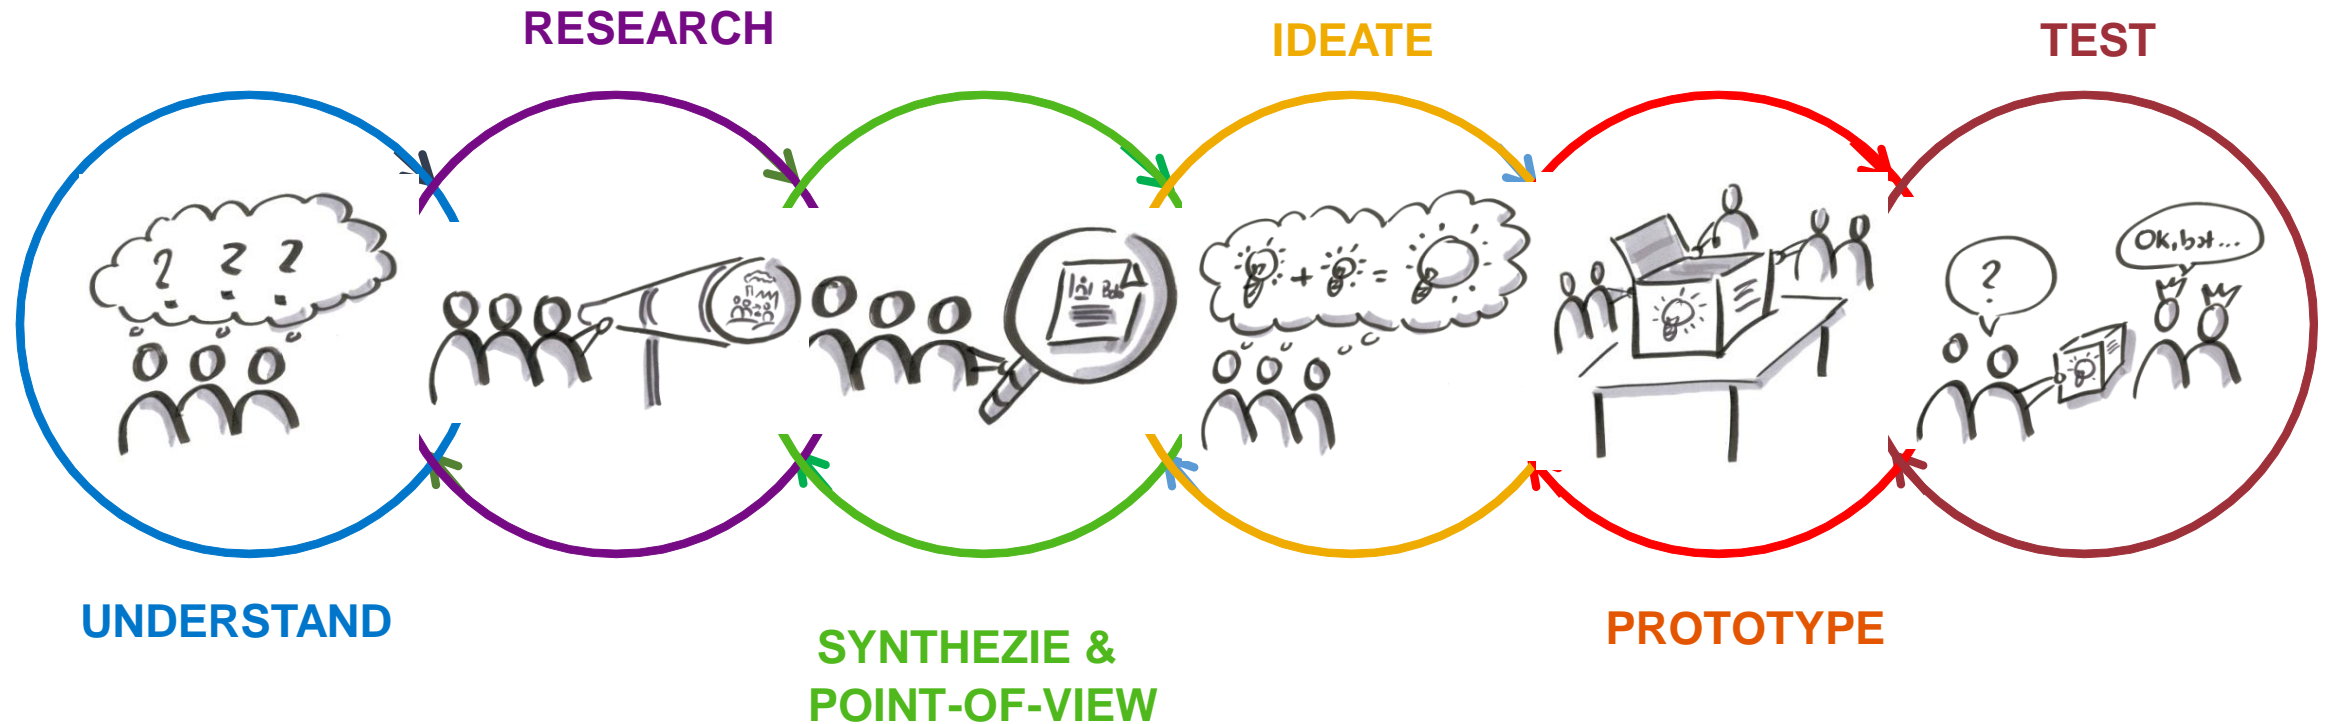 RESEARCH
IDEATE
TEST
? ? ?
+ =
?
Ok, but...
UNDERSTAND
SYNTHEZIE &
POINT-OF-VIEW
PROTOTYPE